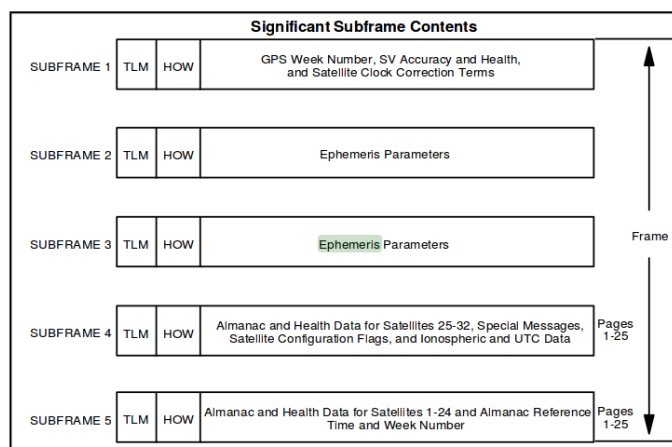 Significant Subframe Contents
SUBFRAME 1 TLM HOW GPS Week Number, SV Accuracy and Health,
and Satellite Clock Correction Terms
SUBFRAME 2 TLM HOW Ephemeris Parameters
SUBFRAME 3 TLM HOW Ephemeris Parameters
Frame
SUBFRAME 4 TLM HOW Almanac and Health Data for Satellites 25-32, Special Messages,
Satellite Configuration Flags, and Ionospheric and UTC Data
Pages
1-25
SUBFRAME 5 TLM HOW Almanac and Health Data for Satellites 1-24 and Almanac Reference
Time and Week Number
Pages
1-25